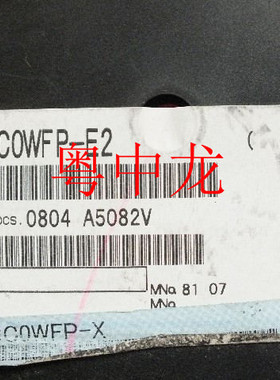 C0WFP-E2
(
粤中龙
pcs. 0804 A5082V
MNo. 81 07
MNo.
C0WFP-X